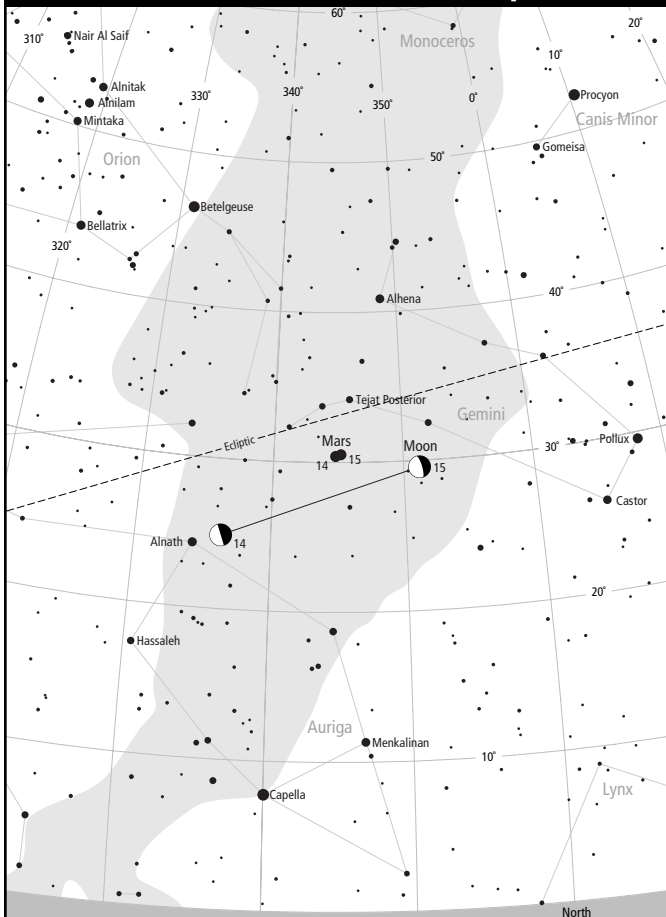 60°
20°
310°
Nair Al Saif
Monoceros
10°
Alnitak
340°
350°
0°
330°
Procyon
Alnilam
Mintaka
Canis Minor
Gomeisa
Orion
50°
Betelgeuse
Bellatrix
320°
40°
Alhena
Tejat Posterior
Gemini
Ecliptic
Mars
Moon
30°
Pollux
14
15
15
Castor
Alnath
14
20°
Hassaleh
Auriga
Menkalinan
10°
Capella
Lynx
North